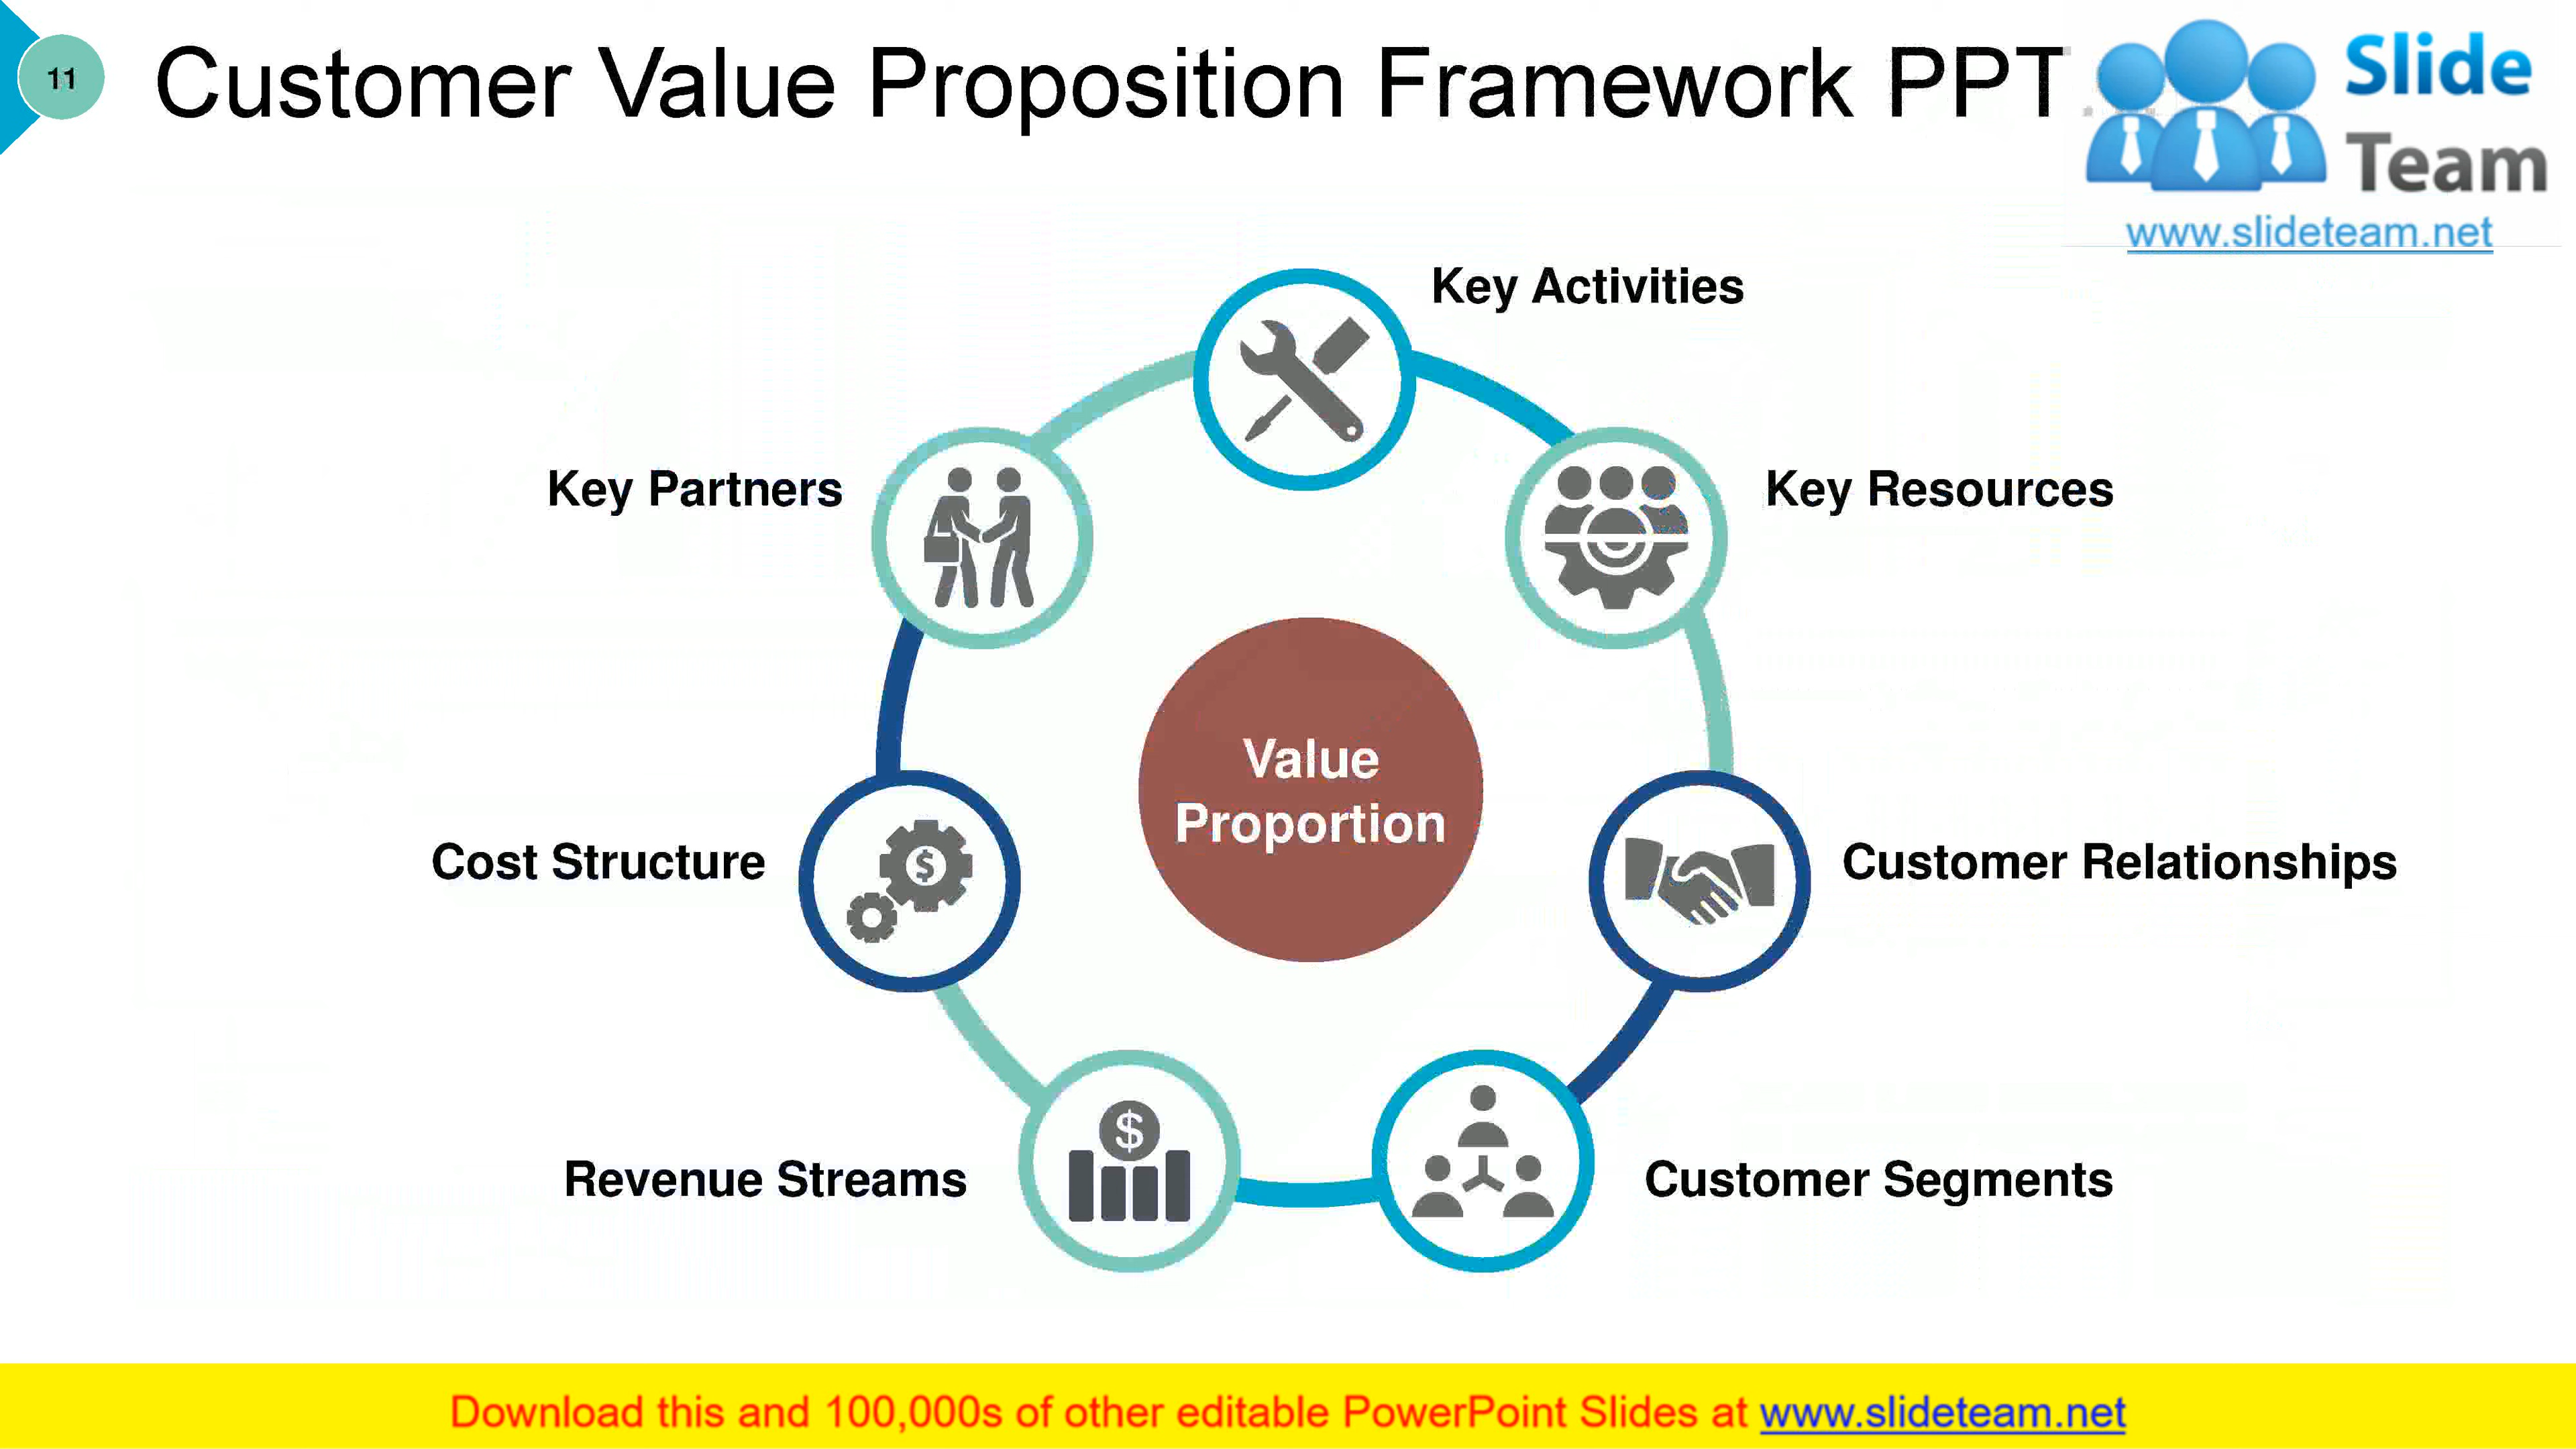 11
Customer Value Proposition Framework PPT
Slide
Team
www.slideteam.net
Key Activities
Key Partners
Key Resources
Value
Proportion
Cost Structure
Customer Relationships
Revenue Streams
Customer Segments
Download this and 100,000s of other editable PowerPoint Slides at www.slideteam.net